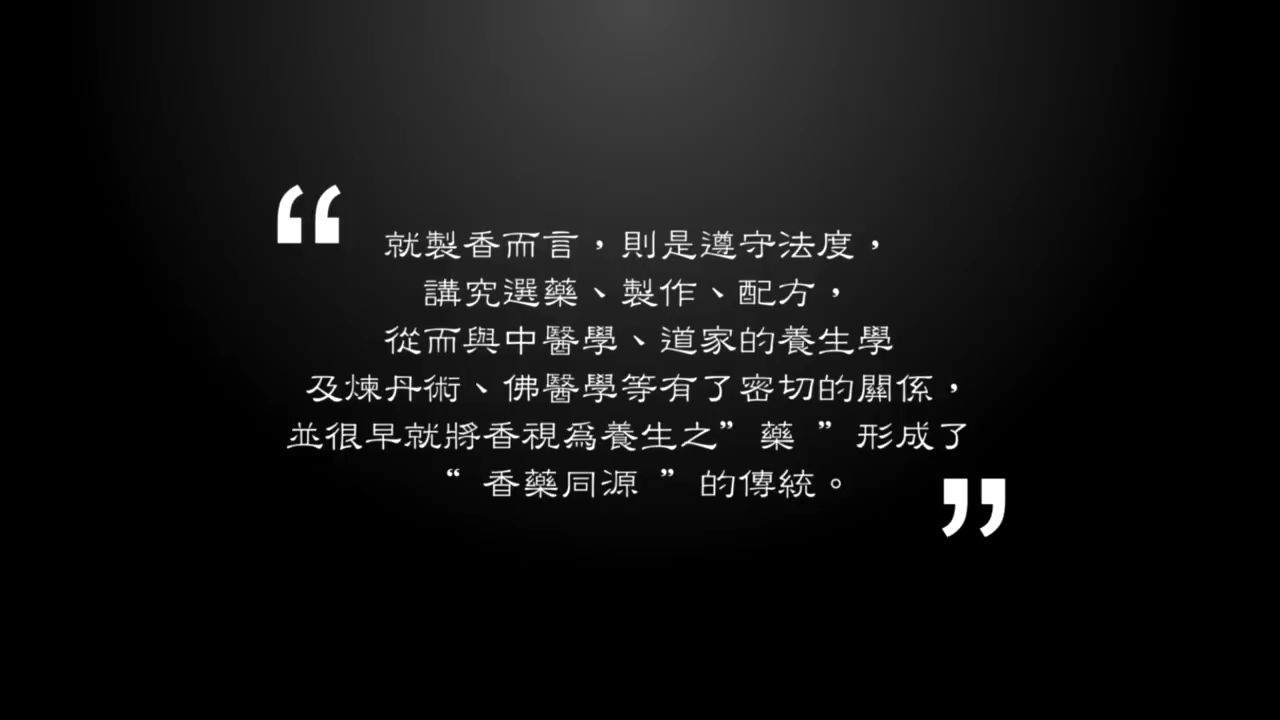 “
就製香而言，則是遵守法度，
講究選藥、製作、配方，
從而與中醫學、道家的養生學
及煉丹術、佛醫學等有了密切的關係，
並很早就將香視為養生之”藥 ”形成了
“ 香藥同源 ”的傳統。
”